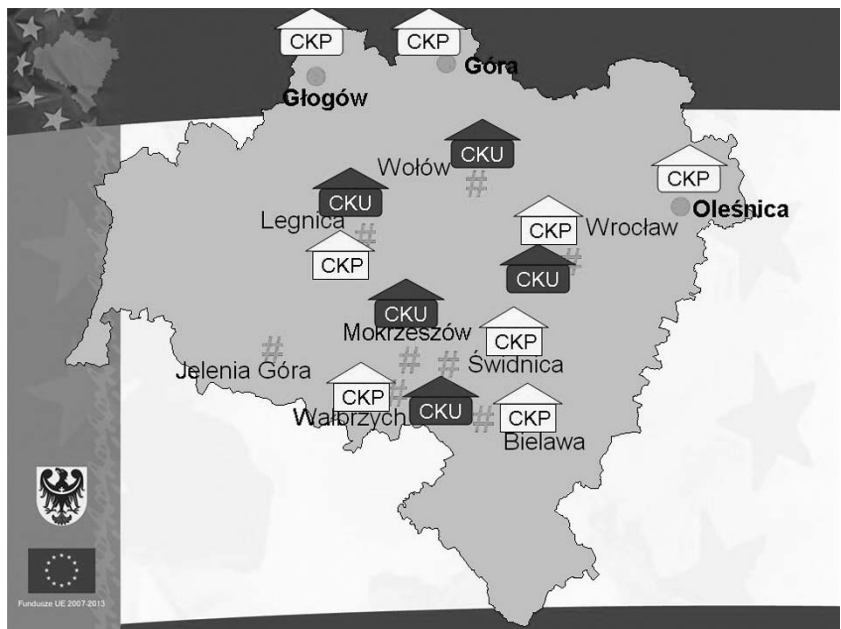 CKP
CKP
Góra
Głogów
CKU
Wołów
CKP
CKU
Legnica
Oleśnica
CKP
Wrocław
CKP
CKU
CKU
Mokrzeszów
CKP
Świdnica
Jelenia Góra
CKP
Wałbrzych
CKU
CKP
Bielawa
Fundusze UE 2007-2013